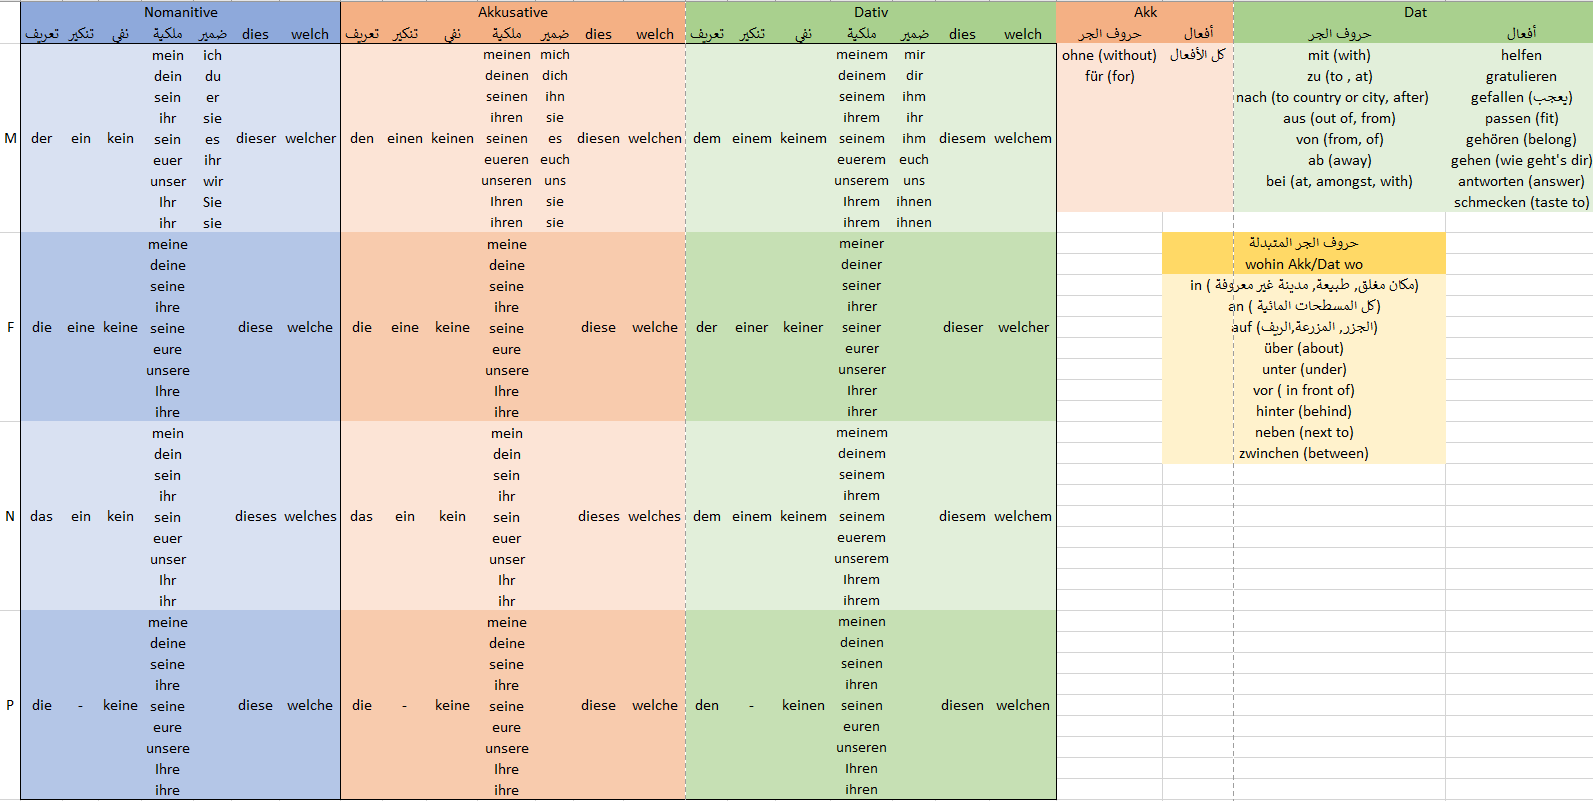 Nomanitive Akkusative Dativ Akk Dat
تعريف تنكير نفي ملكية ضمير dies welch تعريف تنكير نفي ملكية ضمير dies welch تعريف تنكير نفي ملكية ضمير dies welch حروف الجر أفعال حروف الجر أفعال
mein ich meinen mich meinem mir ohne (without) كل الأفعال mit (with) helfen
dein du deinen dich deinem dir für (for) zu (to , at) gratulieren
sein er seinen ihn seinem ihm nach (to country or city, after) gefallen (يعجب)
ihr sie ihren sie ihrem ihr aus (out of, from) passen (fit)
M der ein kein sein es dieser welcher den einen keinen seinen es diesen welchen dem einem keinem seinem ihm diesem welchem von (from, of) gehören (belong)
euer ihr eueren euch euerem euch ab (away) gehen (wie geht's dir)
unser wir unseren uns unserem uns bei (at, amongst, with) antworten (answer)
Ihr Sie Ihren sie Ihrem ihnen schmecken (taste to)
ihr sie ihren sie ihrem ihnen
meine meine meiner حروف الجر المتبدلة
deine deine deiner wohin Akk/Dat wo
seine seine seiner in ( مكان مغلق, طبيعة, مدينة غير معروفة)
ihre ihre ihrer an ( كل المسطحات المائية)
F die eine keine seine diese welche die eine keine seine diese welche der einer keiner seiner dieser welcher auf (الجزر, المزرعة,الريف)
eure eure eurer über (about)
unsere unsere unserer unter (under)
Ihre Ihre Ihrer vor ( in front of)
ihre ihre ihrer hinter (behind)
mein mein meinem neben (next to)
dein dein deinem zwinchen (between)
sein sein seinem
ihr ihr ihrem
N das ein kein sein dieses welches das ein kein sein dieses welches dem einem keinem seinem diesem welchem
euer euer euerem
unser unser unserem
Ihr Ihr Ihrem
ihr ihr ihrem
meine meine meinen
deine deine deinen
seine seine seinen
ihre ihre ihren
P die - keine seine diese welche die - keine seine diese welche den - keinen seinen diesen welchen
eure eure euren
unsere unsere unseren
Ihre Ihre Ihren
ihre ihre ihren